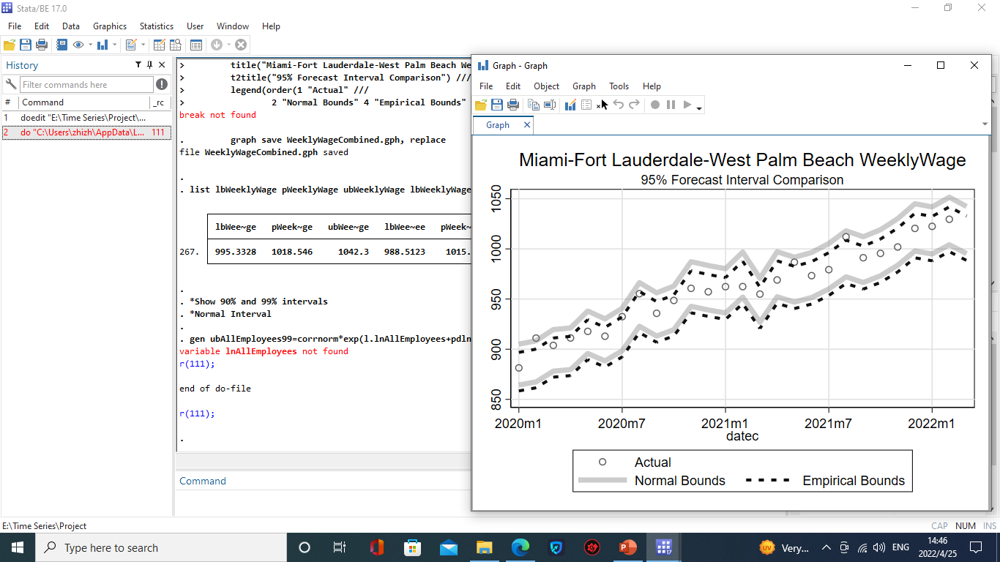 Stata/BE 17.0
File Edit Data Graphics Statistics User Window Help
History
Filter commands here
# Command _rc
1 doedit "E:\Time Series\Project\...
2 do "C:\Users\zhizh\AppData\L... 111
> title("Miami-Fort Lauderdale-West Palm Beach We
> t2title("95% Forecast Interval Comparison") ///
> legend(order(1 "Actual" ///
> 2 "Normal Bounds" 4 "Empirical Bounds"
break not found
. graph save WeeklyWageCombined.gph, replace
file WeeklyWageCombined.gph saved
.
. list lbWeeklyWage pWeeklyWage ubWeeklyWage lbWeeklyWage
lbWee~ge pWeek~ge ubWee~ge lbWee~ee pWeek~
267. 995.3328 1018.546 1042.3 988.5123 1015.
.
. *Show 90% and 99% intervals
. *Normal Interval
.
. gen ubAllEmployees99=corrnorm*exp(l.lnAllEmployees+pdln
variable lnAllEmployees not found
r(111);
end of do-file
r(111);
.
Command
Graph - Graph
File Edit Object Graph Tools Help
Graph
Miami-Fort Lauderdale-West Palm Beach WeeklyWage
95% Forecast Interval Comparison
1050
1000
950
900
850
2020m1 2020m7 2021m1 2021m7 2022m1
datec
Actual
Normal Bounds Empirical Bounds
E:\Time Series\Project
CAP NUM INS
Type here to search
UV
Very...
ENG
14:46
2022/4/25
17